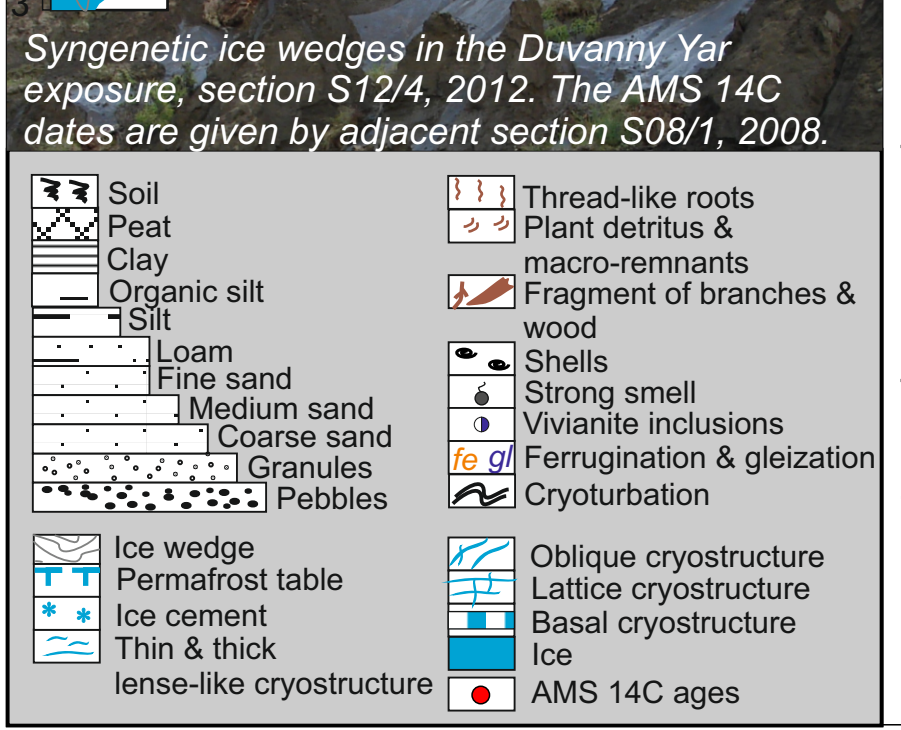 3
Syngenetic ice wedges in the Duvanny Yar
exposure, section S12/4, 2012. The AMS 14C
dates are given by adjacent section S08/1, 2008.
Soil
Peat
Clay
Organic silt
Silt
Loam
Fine sand
Medium sand
Coarse sand
Granules
Pebbles
Ice wedge
Permafrost table
Ice cement
Thin & thick
lense-like cryostructure
Thread-like roots
Plant detritus &
macro-remnants
Fragment of branches &
wood
Shells
Strong smell
Vivianite inclusions
fe gl Ferrugination & gleization
Cryoturbation
Oblique cryostructure
Lattice cryostructure
Basal cryostructure
Ice
AMS 14C ages